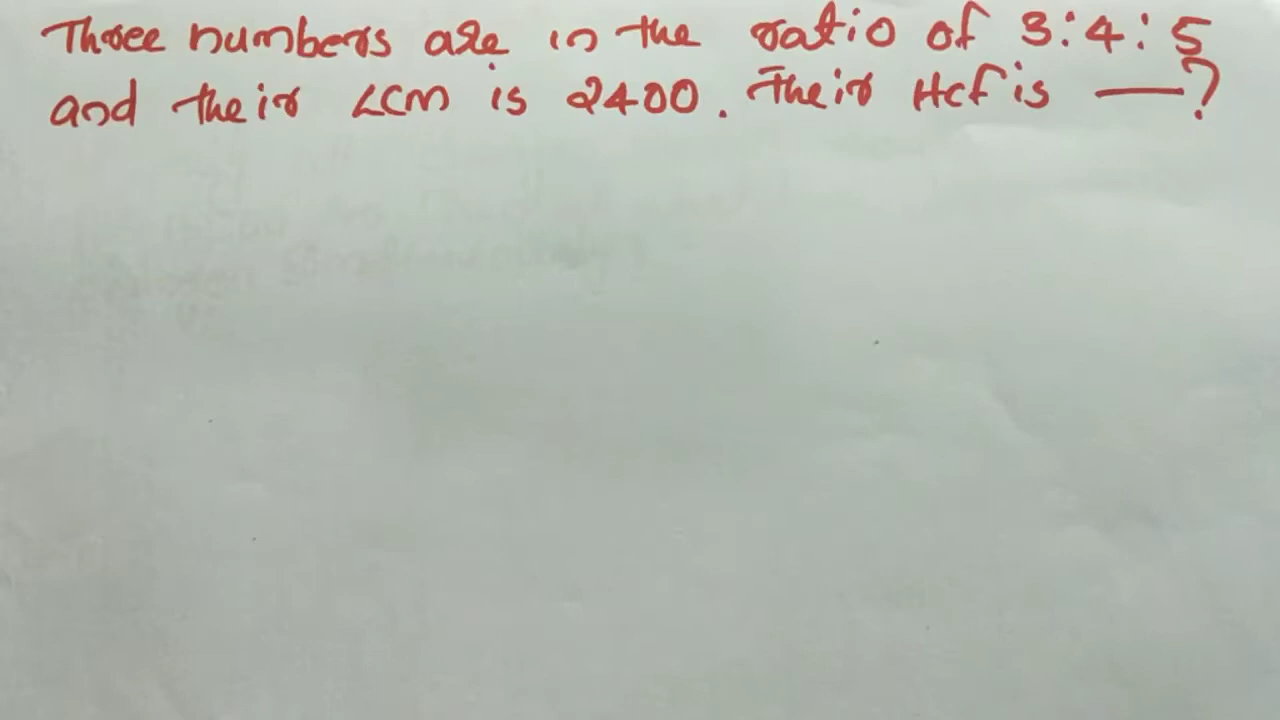 Three numbers are in the ratio of 3:4:5
and their LCM is 2400. Their Hcf is —?